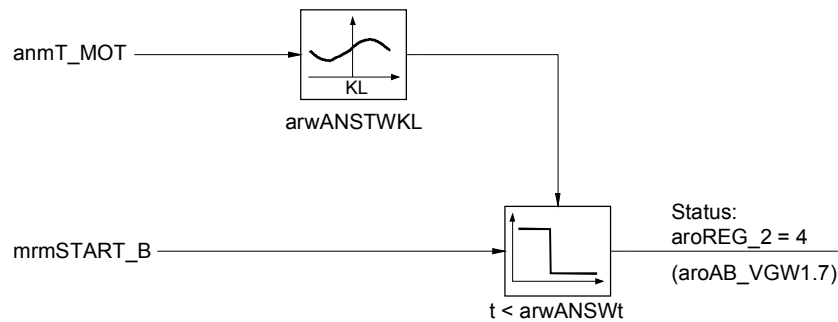 anmT_MOT
KL
arwANSTWKL
mrmSTART_B
Status:
aroREG_2 = 4
(aroAB_VGW1.7)
t < arwANSWt